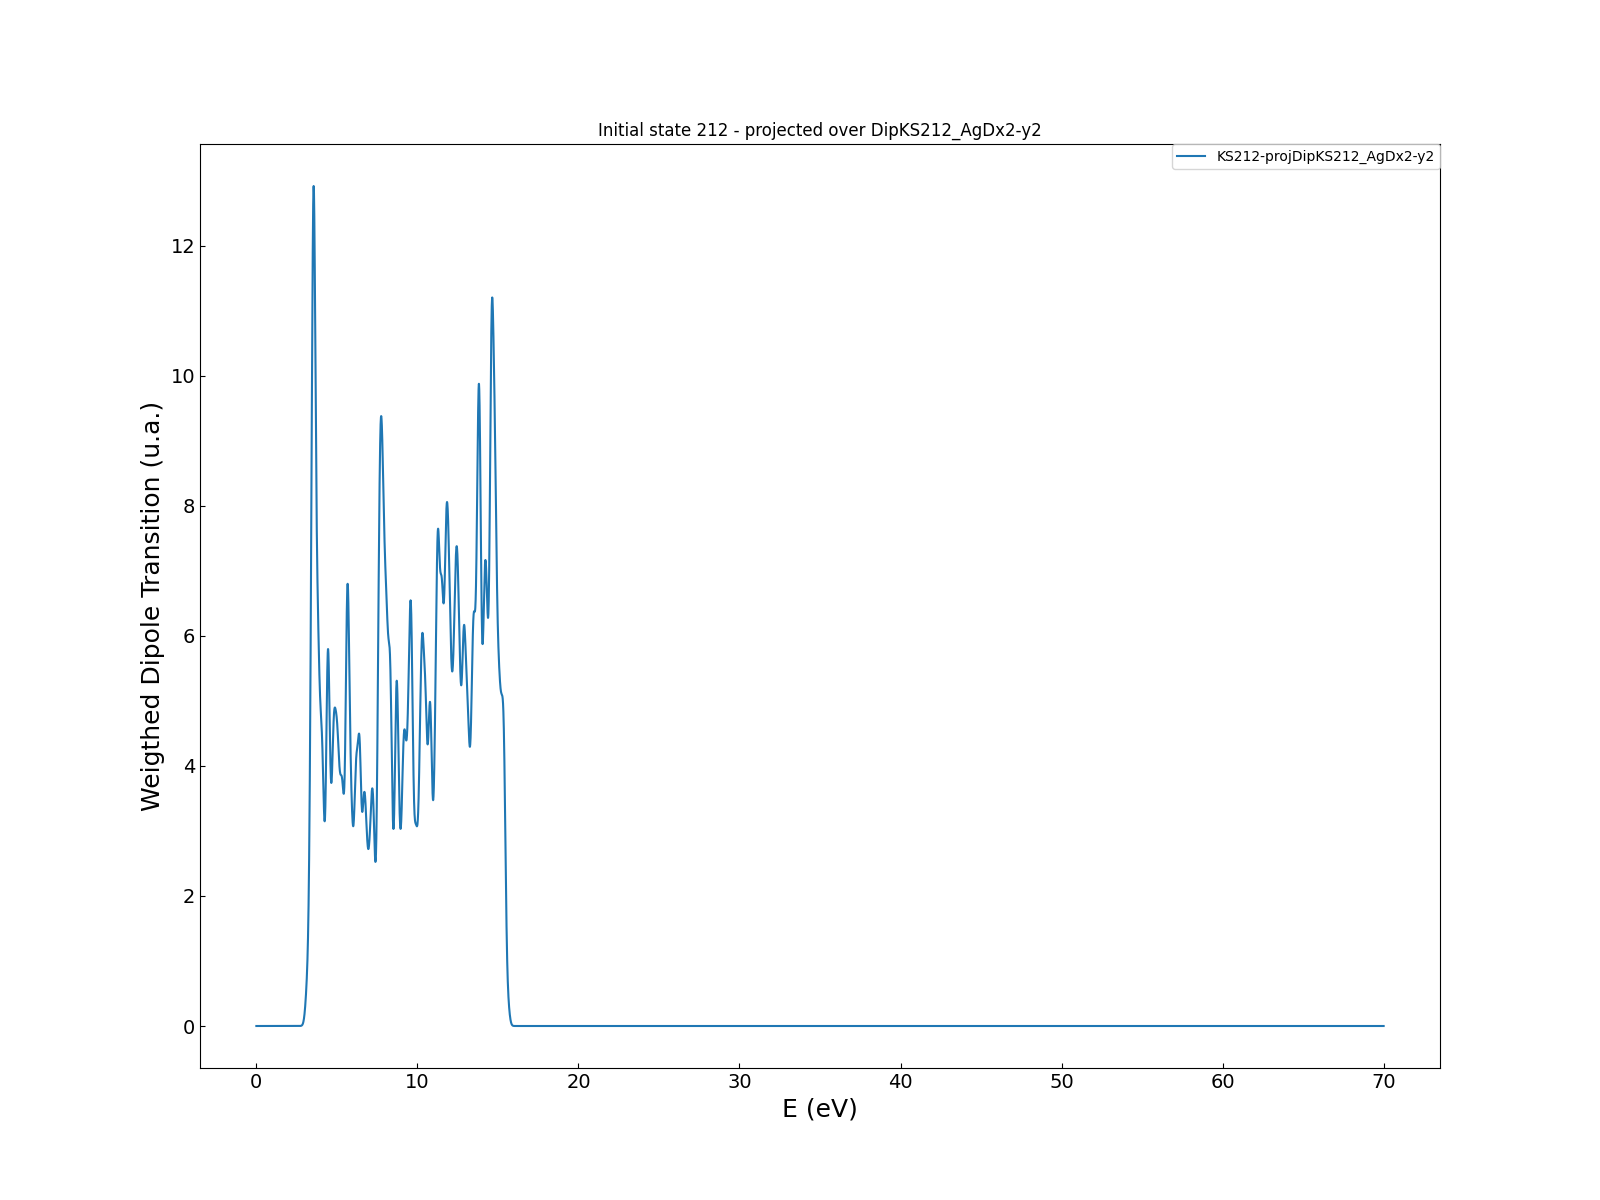 Initial state 212 - projected over DipKS212_AgDx2-y2
KS212-projDipKS212_AgDx2-y2
12
10
8
6
4
2
0
Weigthed Dipole Transition (u.a.)
0 10 20 30 40 50 60 70
E (eV)